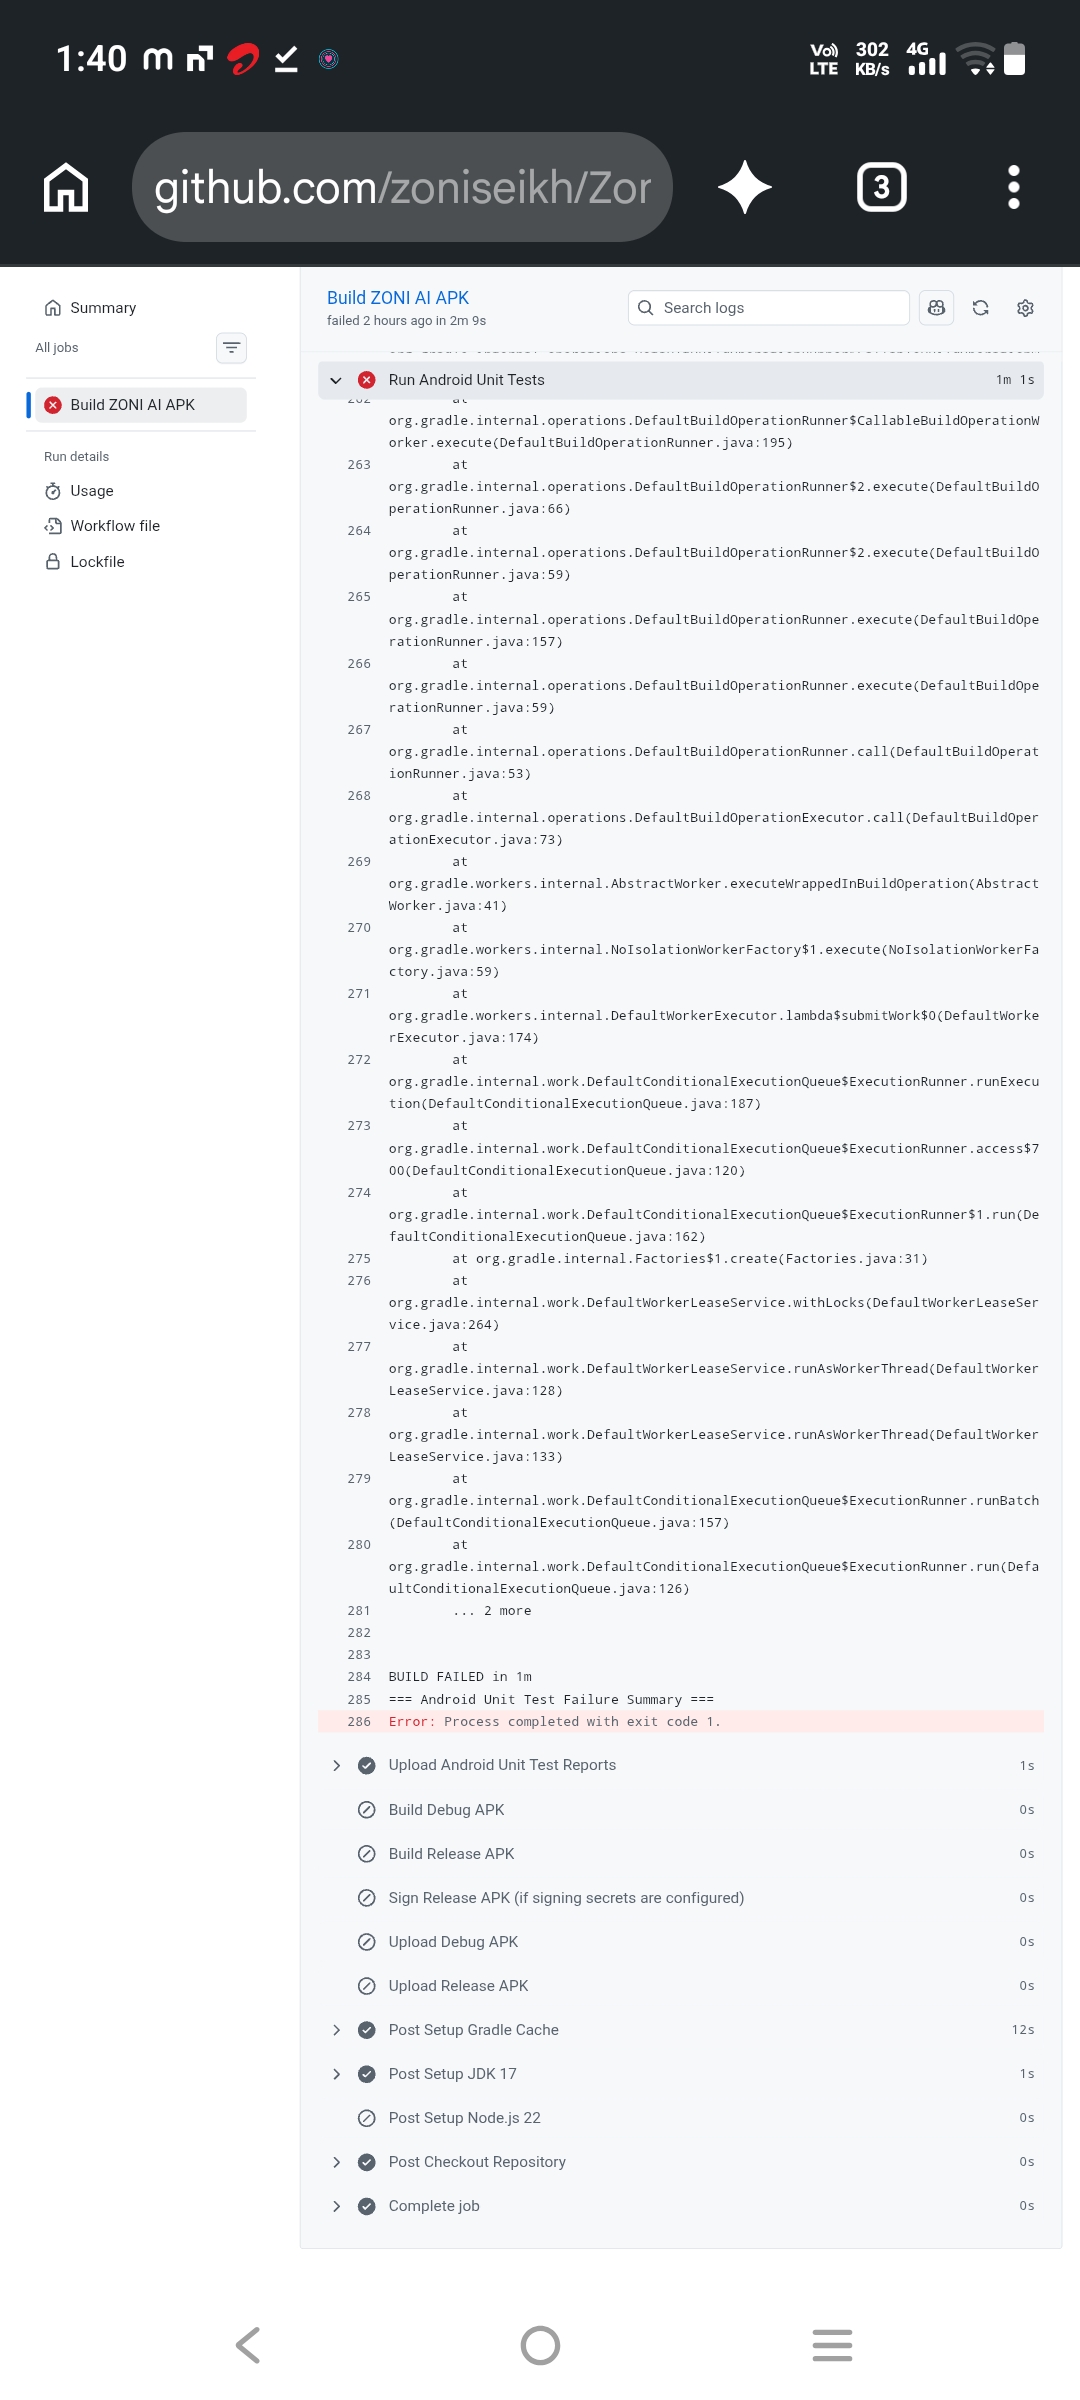 1:40
Vo)) LTE
302 KB/s
4G
github.com/zoniseikh/Zor
3
Summary
All jobs
Build ZONI AI APK
Run details
Usage
Workflow file
Lockfile
Build ZONI AI APK
failed 2 hours ago in 2m 9s
Search logs
Run Android Unit Tests 1m 1s
262 at
org.gradle.internal.operations.DefaultBuildOperationRunner$CallableBuildOperationW
orker.execute(DefaultBuildOperationRunner.java:195)
263 at
org.gradle.internal.operations.DefaultBuildOperationRunner$2.execute(DefaultBuildO
perationRunner.java:66)
264 at
org.gradle.internal.operations.DefaultBuildOperationRunner$2.execute(DefaultBuildO
perationRunner.java:59)
265 at
org.gradle.internal.operations.DefaultBuildOperationRunner.execute(DefaultBuildOpe
rationRunner.java:157)
266 at
org.gradle.internal.operations.DefaultBuildOperationRunner.execute(DefaultBuildOpe
rationRunner.java:59)
267 at
org.gradle.internal.operations.DefaultBuildOperationRunner.call(DefaultBuildOperat
ionRunner.java:53)
268 at
org.gradle.internal.operations.DefaultBuildOperationExecutor.call(DefaultBuildOper
ationExecutor.java:73)
269 at
org.gradle.workers.internal.AbstractWorker.executeWrappedInBuildOperation(Abstract
Worker.java:41)
270 at
org.gradle.workers.internal.NoIsolationWorkerFactory$1.execute(NoIsolationWorkerFa
ctory.java:59)
271 at
org.gradle.workers.internal.DefaultWorkerExecutor.lambda$submitWork$0(DefaultWorke
rExecutor.java:174)
272 at
org.gradle.internal.work.DefaultConditionalExecutionQueue$ExecutionRunner.runExecu
tion(DefaultConditionalExecutionQueue.java:187)
273 at
org.gradle.internal.work.DefaultConditionalExecutionQueue$ExecutionRunner.access$7
00(DefaultConditionalExecutionQueue.java:120)
274 at
org.gradle.internal.work.DefaultConditionalExecutionQueue$ExecutionRunner$1.run(De
faultConditionalExecutionQueue.java:162)
275 at org.gradle.internal.Factories$1.create(Factories.java:31)
276 at
org.gradle.internal.work.DefaultWorkerLeaseService.withLocks(DefaultWorkerLeaseSer
vice.java:264)
277 at
org.gradle.internal.work.DefaultWorkerLeaseService.runAsWorkerThread(DefaultWorker
LeaseService.java:128)
278 at
org.gradle.internal.work.DefaultWorkerLeaseService.runAsWorkerThread(DefaultWorker
LeaseService.java:133)
279 at
org.gradle.internal.work.DefaultConditionalExecutionQueue$ExecutionRunner.runBatch
(DefaultConditionalExecutionQueue.java:157)
280 at
org.gradle.internal.work.DefaultConditionalExecutionQueue$ExecutionRunner.run(Defa
ultConditionalExecutionQueue.java:126)
281 ... 2 more
282
283
284 BUILD FAILED in 1m
285 === Android Unit Test Failure Summary ===
286 Error: Process completed with exit code 1.
Upload Android Unit Test Reports 1s
Build Debug APK 0s
Build Release APK 0s
Sign Release APK (if signing secrets are configured) 0s
Upload Debug APK 0s
Upload Release APK 0s
Post Setup Gradle Cache 12s
Post Setup JDK 17 1s
Post Setup Node.js 22 0s
Post Checkout Repository 0s
Complete job 0s